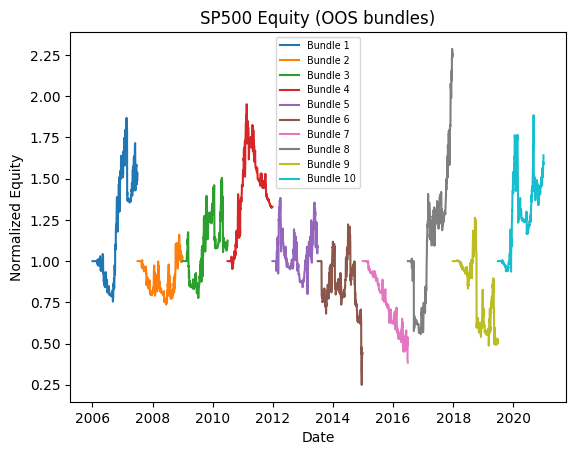 SP500 Equity (OOS bundles)
Normalized Equity
2.25
2.00
1.75
1.50
1.25
1.00
0.75
0.50
0.25
Bundle 1
Bundle 2
Bundle 3
Bundle 4
Bundle 5
Bundle 6
Bundle 7
Bundle 8
Bundle 9
Bundle 10
2006 2008 2010 2012 2014 2016 2018 2020
Date